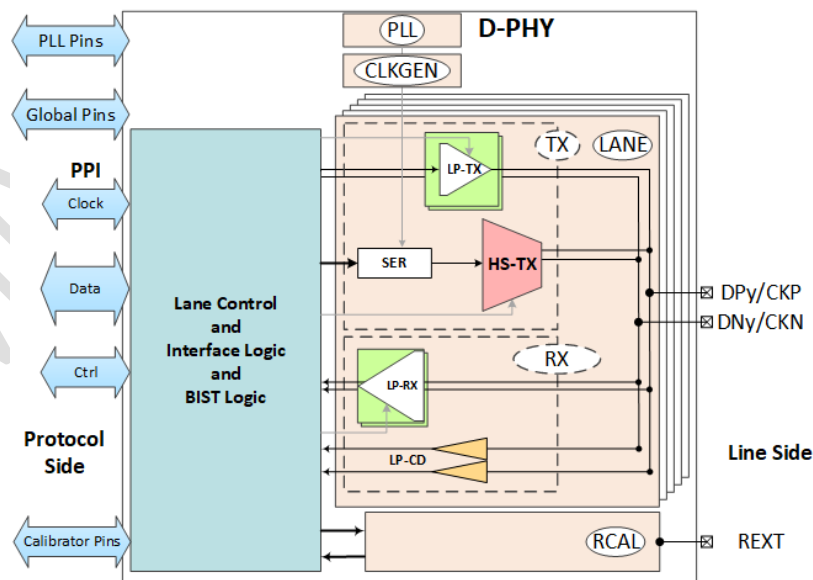 PLL
D-PHY
PLL Pins
CLKGEN
Global Pins
TX
LANE
LP-TX
PPI
Clock
SER
HS-TX
Data
DPy/CKP
Lane Control
and
Interface Logic
and
BIST Logic
DNy/CKN
RX
Ctrl
LP-RX
Protocol
Side
LP-CD
Line Side
Calibrator Pins
RCAL
REXT